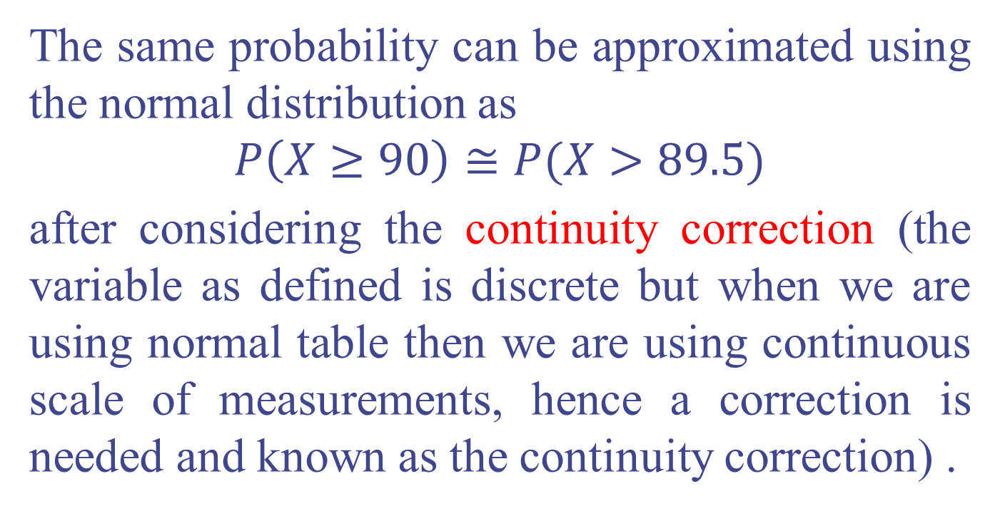 The same probability can be approximated using
the normal distribution as
𝑃(𝑋 ≥ 90) ≅ 𝑃(𝑋 > 89.5)
after considering the continuity correction (the
variable as defined is discrete but when we are
using normal table then we are using continuous
scale of measurements, hence a correction is
needed and known as the continuity correction) .